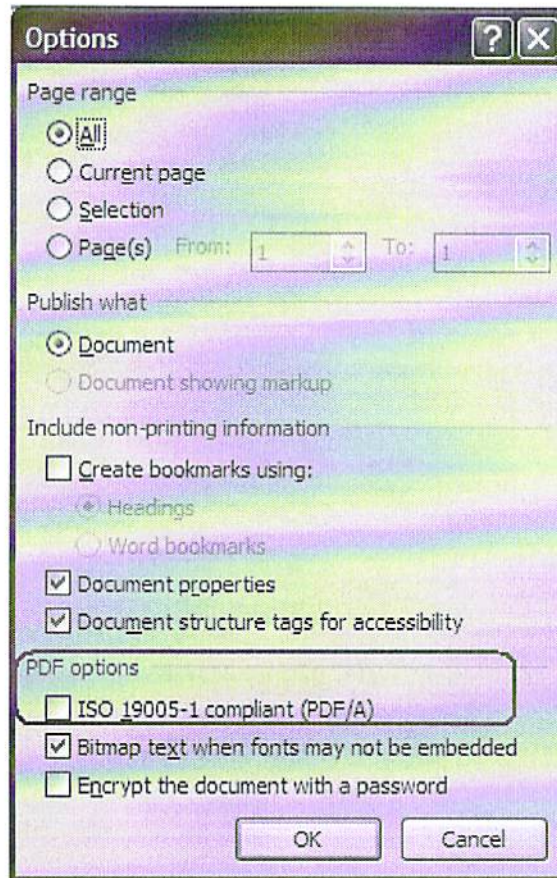 Options
Page range
All
Current page
Selection
Page(s) From: 1 To: 1
Publish what
Document
Document showing markup
Include non-printing information
Create bookmarks using:
Headings
Word bookmarks
Document properties
Document structure tags for accessibility
PDF options
ISO 19005-1 compliant (PDF/A)
Bitmap text when fonts may not be embedded
Encrypt the document with a password
OK Cancel